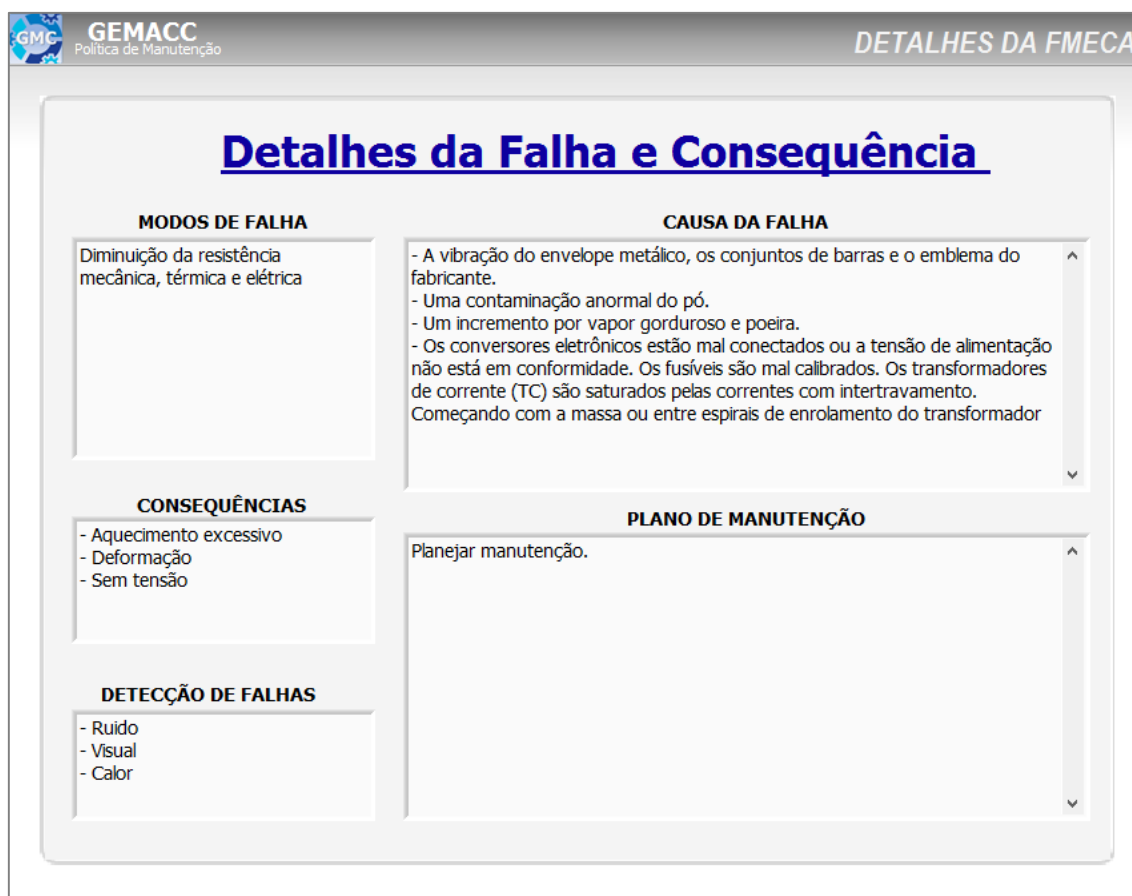 GMC
GEMACC
Política de Manutenção
DETALHES DA FMECA
Detalhes da Falha e Consequência
MODOS DE FALHA
Diminuição da resistência
mecânica, térmica e elétrica
CAUSA DA FALHA
- A vibração do envelope metálico, os conjuntos de barras e o emblema do
fabricante.
- Uma contaminação anormal do pó.
- Um incremento por vapor gorduroso e poeira.
- Os conversores eletrônicos estão mal conectados ou a tensão de alimentação
não está em conformidade. Os fusíveis são mal calibrados. Os transformadores
de corrente (TC) são saturados pelas correntes com intertravamento.
Começando com a massa ou entre espirais de enrolamento do transformador
CONSEQUÊNCIAS
- Aquecimento excessivo
- Deformação
- Sem tensão
PLANO DE MANUTENÇÃO
Planejar manutenção.
DETECÇÃO DE FALHAS
- Ruido
- Visual
- Calor